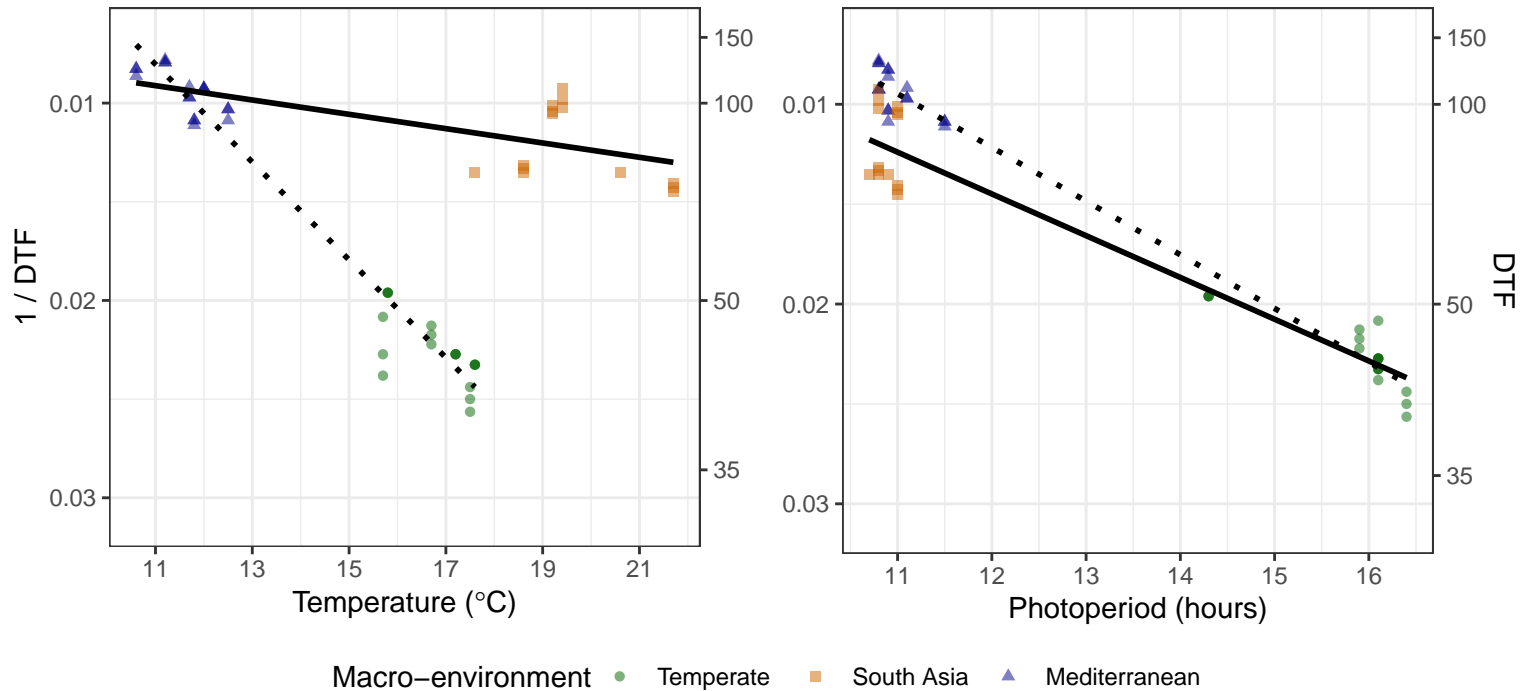 1 / DTF
0.01
0.02
0.03
150
100
50
35
11 13 15 17 19 21
Temperature (°C)
0.01
0.02
0.03
150
100
50
35
DTF
11 12 13 14 15 16
Photoperiod (hours)
Macro−environment Temperate South Asia Mediterranean